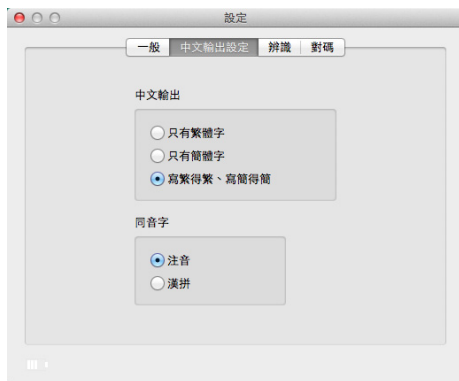 設定
一般 中文輸出設定 辨識 對碼
中文輸出
只有繁體字
只有簡體字
寫繁得繁、寫簡得簡
同音字
注音
漢拼